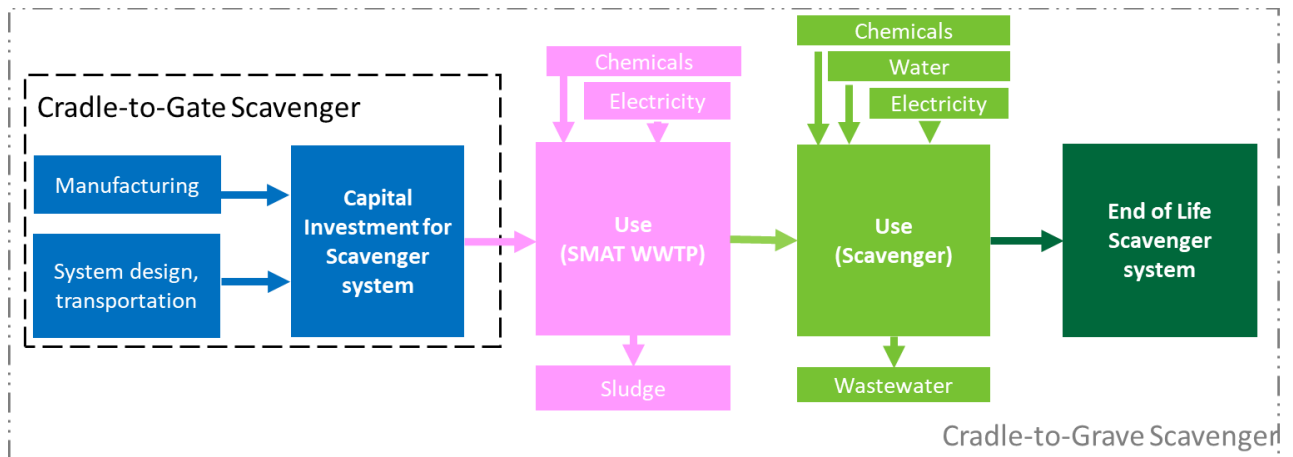 Cradle-to-Gate Scavenger
Manufacturing
System design,
transportation
Capital
Investment for
Scavenger
system
Chemicals
Electricity
Use
(SMAT WWTP)
Sludge
Chemicals
Water
Electricity
Use
(Scavenger)
Wastewater
End of Life
Scavenger
system
Cradle-to-Grave Scavenger